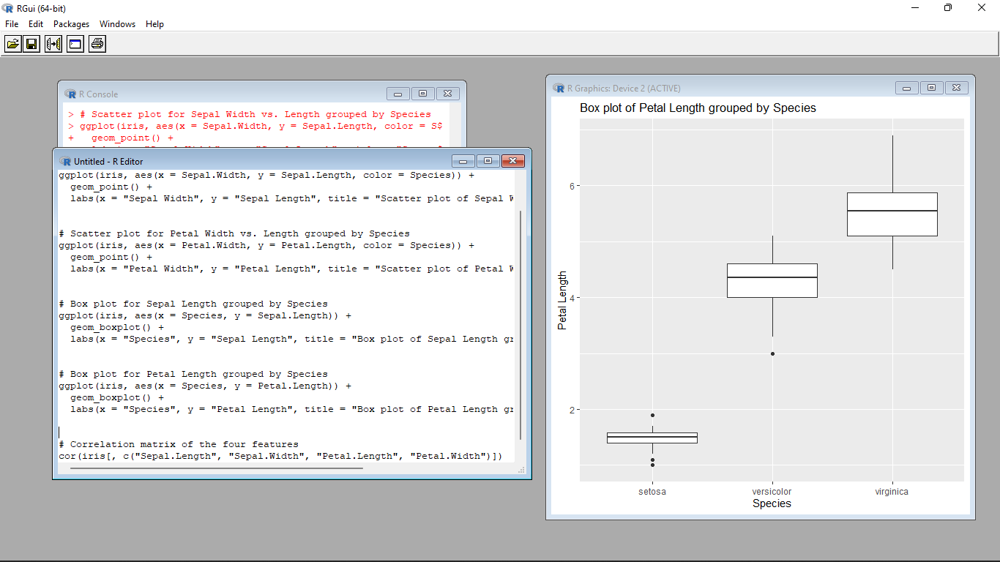 RGui (64-bit)
File Edit Packages Windows Help
R Console
> # Scatter plot for Sepal Width vs. Length grouped by Species
> ggplot(iris, aes(x = Sepal.Width, y = Sepal.Length, color = S$
+   geom_point() +
Untitled - R Editor
ggplot(iris, aes(x = Sepal.Width, y = Sepal.Length, color = Species)) +
  geom_point() +
  labs(x = "Sepal Width", y = "Sepal Length", title = "Scatter plot of Sepal W
# Scatter plot for Petal Width vs. Length grouped by Species
ggplot(iris, aes(x = Petal.Width, y = Petal.Length, color = Species)) +
  geom_point() +
  labs(x = "Petal Width", y = "Petal Length", title = "Scatter plot of Petal W
# Box plot for Sepal Length grouped by Species
ggplot(iris, aes(x = Species, y = Sepal.Length)) +
  geom_boxplot() +
  labs(x = "Species", y = "Sepal Length", title = "Box plot of Sepal Length gr
# Box plot for Petal Length grouped by Species
ggplot(iris, aes(x = Species, y = Petal.Length)) +
  geom_boxplot() +
  labs(x = "Species", y = "Petal Length", title = "Box plot of Petal Length gr
# Correlation matrix of the four features
cor(iris[, c("Sepal.Length", "Sepal.Width", "Petal.Length", "Petal.Width")])
R Graphics: Device 2 (ACTIVE)
Box plot of Petal Length grouped by Species
Petal Length
6
4
2
setosa versicolor virginica
Species